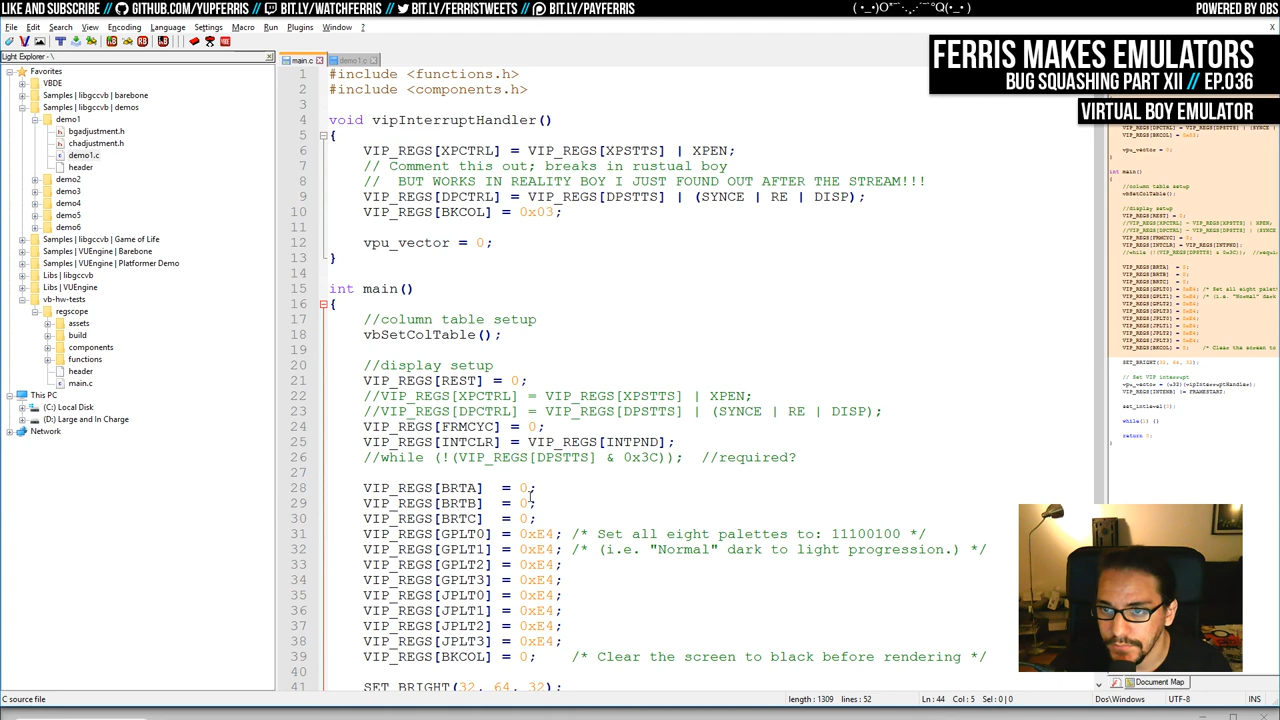 LIKE AND SUBSCRIBE // GITHUB.COM/YUPFERRIS // BIT.LY/WATCHFERRIS // BIT.LY/FERRISTWEETS // BIT.LY/PAYFERRIS
POWERED BY OBS
File Edit Search View Encoding Language Settings Macro Run Plugins Window ?
FERRIS MAKES EMULATORS
BUG SQUASHING PART XII // EP.036
VIRTUAL BOY EMULATOR
Light Explorer - \
Favorites
VBDE
Samples | libgccvb | barebone
Samples | libgccvb | demos
demo1
bgadjustment.h
chadjustment.h
demo1.c
header
demo2
demo3
demo4
demo5
demo6
Samples | libgccvb | Game of Life
Samples | VUEngine | Barebone
Samples | VUEngine | Platformer Demo
Libs | libgccvb
Libs | VUEngine
vb-hw-tests
regscope
assets
build
components
functions
header
main.c
This PC
(C:) Local Disk
(D:) Large and In Charge
Network
main.c demo1.c
1 #include <functions.h>
2 #include <components.h>
3
4 void vipInterruptHandler()
5 {
6 VIP_REGS[XPCTRL] = VIP_REGS[XPSTTS] | XPEN;
7 // Comment this out; breaks in rustual boy
8 //  BUT WORKS IN REALITY BOY I JUST FOUND OUT AFTER THE STREAM!!!
9 VIP_REGS[DPCTRL] = VIP_REGS[DPSTTS] | (SYNCE | RE | DISP);
10 VIP_REGS[BKCOL] = 0x03;
11
12 vpu_vector = 0;
13 }
14
15 int main()
16 {
17 //column table setup
18 vbSetColTable();
19
20 //display setup
21 VIP_REGS[REST] = 0;
22 //VIP_REGS[XPCTRL] = VIP_REGS[XPSTTS] | XPEN;
23 //VIP_REGS[DPCTRL] = VIP_REGS[DPSTTS] | (SYNCE | RE | DISP);
24 VIP_REGS[FRMCYC] = 0;
25 VIP_REGS[INTCLR] = VIP_REGS[INTPND];
26 //while (!(VIP_REGS[DPSTTS] & 0x3C));  //required?
27
28 VIP_REGS[BRTA]  = 0;
29 VIP_REGS[BRTB]  = 0;
30 VIP_REGS[BRTC]  = 0;
31 VIP_REGS[GPLT0] = 0xE4; /* Set all eight palettes to: 11100100 */
32 VIP_REGS[GPLT1] = 0xE4; /* (i.e. "Normal" dark to light progression.) */
33 VIP_REGS[GPLT2] = 0xE4;
34 VIP_REGS[GPLT3] = 0xE4;
35 VIP_REGS[JPLT0] = 0xE4;
36 VIP_REGS[JPLT1] = 0xE4;
37 VIP_REGS[JPLT2] = 0xE4;
38 VIP_REGS[JPLT3] = 0xE4;
39 VIP_REGS[BKCOL] = 0;    /* Clear the screen to black before rendering */
40
41 SET_BRIGHT(32, 64, 32);
Document Map
C source file
length : 1309 lines : 52
Ln : 44 Col : 5 Sel : 0 | 0
Dos\Windows
UTF-8
INS